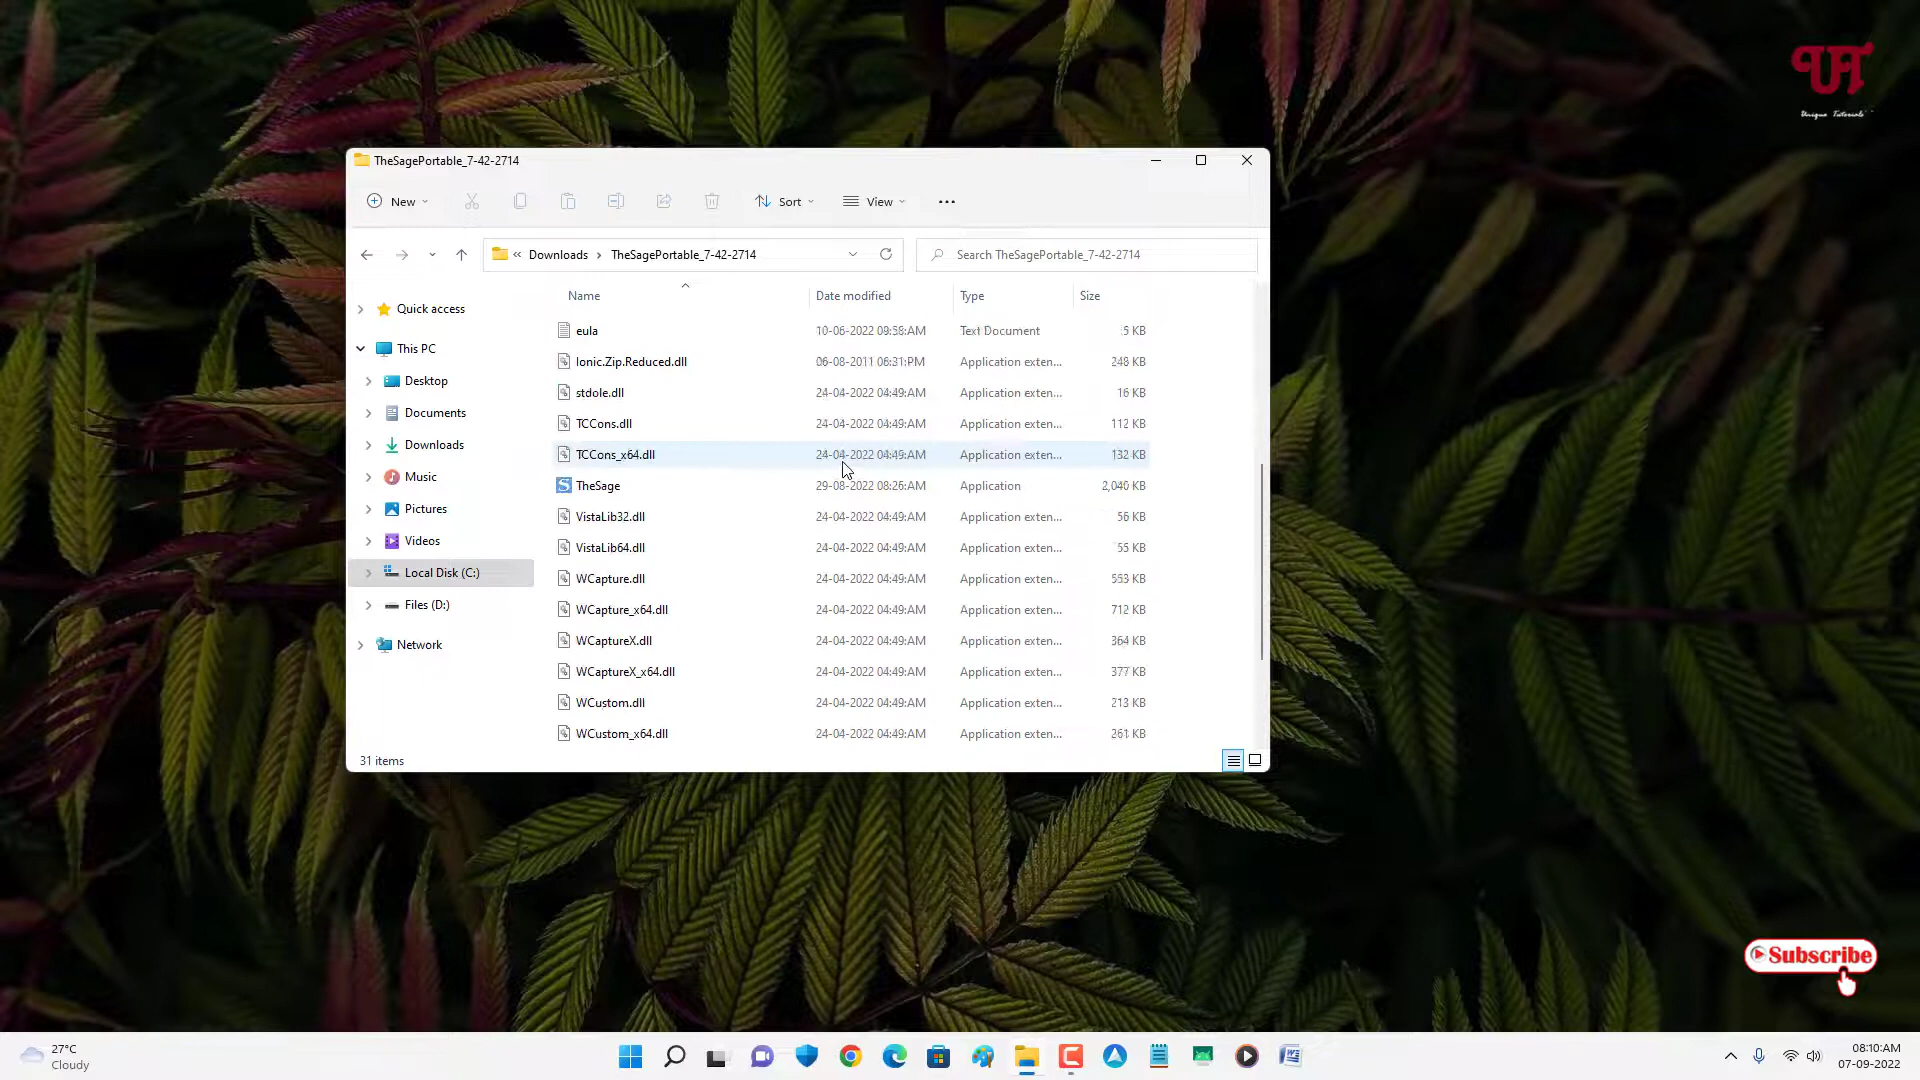 UT
Unique Tutorials
TheSagePortable_7-42-2714
New
Sort
View
Downloads > TheSagePortable_7-42-2714
Search TheSagePortable_7-42-2714
Name Date modified Type Size
Quick access
This PC
Desktop
Documents
Downloads
Music
Pictures
Videos
Local Disk (C:)
Files (D:)
Network
eula 10-06-2022 09:38:AM Text Document 5 KB
Ionic.Zip.Reduced.dll 06-08-2011 06:31:PM Application exten... 248 KB
stdole.dll 24-04-2022 04:49:AM Application exten... 16 KB
TCCons.dll 24-04-2022 04:49:AM Application exten... 112 KB
TCCons_x64.dll 24-04-2022 04:49:AM Application exten... 132 KB
TheSage 29-08-2022 08:26:AM Application 2,046 KB
VistaLib32.dll 24-04-2022 04:49:AM Application exten... 56 KB
VistaLib64.dll 24-04-2022 04:49:AM Application exten... 55 KB
WCapture.dll 24-04-2022 04:49:AM Application exten... 553 KB
WCapture_x64.dll 24-04-2022 04:49:AM Application exten... 712 KB
WCaptureX.dll 24-04-2022 04:49:AM Application exten... 364 KB
WCaptureX_x64.dll 24-04-2022 04:49:AM Application exten... 377 KB
WCustom.dll 24-04-2022 04:49:AM Application exten... 213 KB
WCustom_x64.dll 24-04-2022 04:49:AM Application exten... 261 KB
31 items
Subscribe
27°C
Cloudy
08:10:AM
07-09-2022